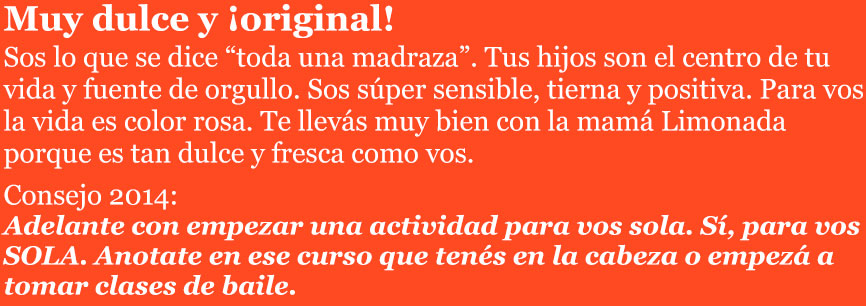 Muy dulce y ¡original!
Sos lo que se dice “toda una madraza”. Tus hijos son el centro de tu
vida y fuente de orgullo. Sos súper sensible, tierna y positiva. Para vos
la vida es color rosa. Te llevás muy bien con la mamá Limonada
porque es tan dulce y fresca como vos.
Consejo 2014:
Adelante con empezar una actividad para vos sola. Sí, para vos
SOLA. Anotate en ese curso que tenés en la cabeza o empezá a
tomar clases de baile.